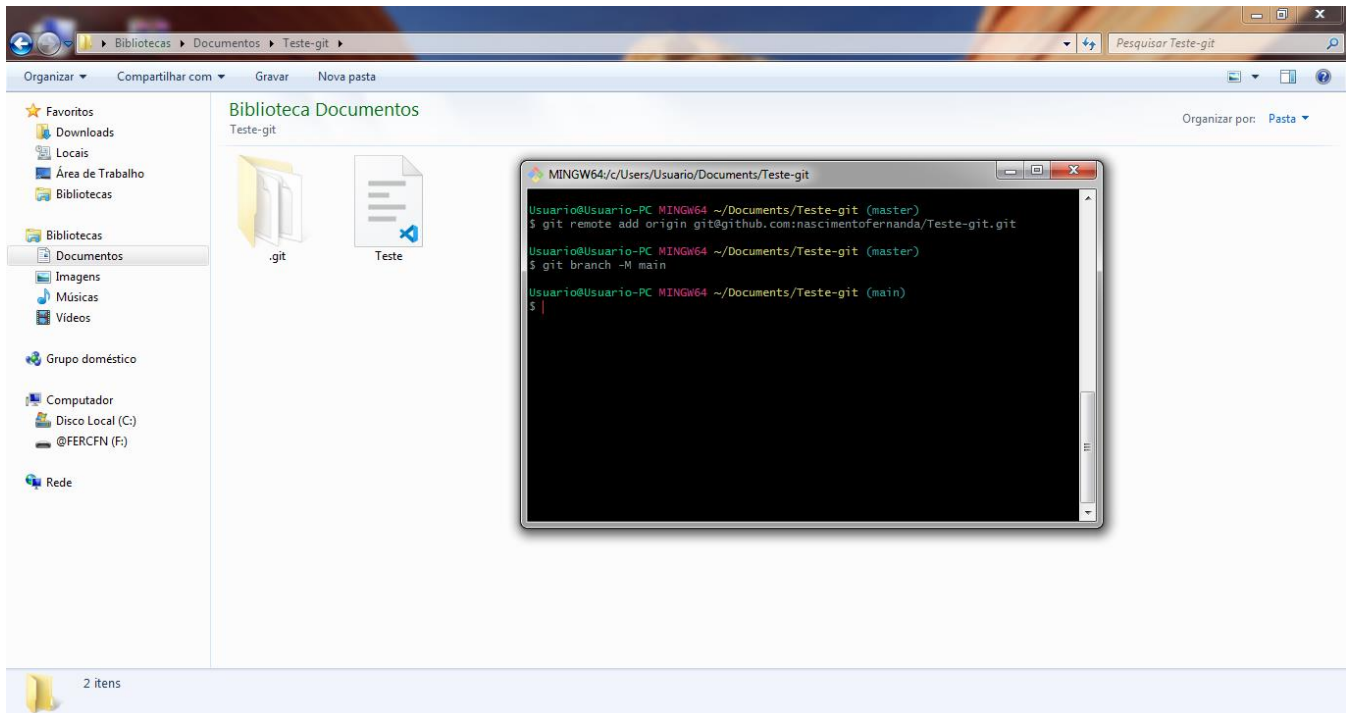 Bibliotecas ▸ Documentos ▸ Teste-git ▸
Pesquisar Teste-git
Organizar
Compartilhar com
Gravar
Nova pasta
Favoritos
Downloads
Locais
Área de Trabalho
Bibliotecas
Bibliotecas
Documentos
Imagens
Músicas
Vídeos
Grupo doméstico
Computador
Disco Local (C:)
@FERCFN (F:)
Rede
Biblioteca Documentos
Teste-git
Organizar por: Pasta
.git
Teste
MINGW64:/c/Users/Usuario/Documents/Teste-git
Usuario@Usuario-PC MINGW64 ~/Documents/Teste-git (master)
$ git remote add origin git@github.com:nascimentofernanda/Teste-git.git
Usuario@Usuario-PC MINGW64 ~/Documents/Teste-git (master)
$ git branch -M main
Usuario@Usuario-PC MINGW64 ~/Documents/Teste-git (main)
$
2 itens